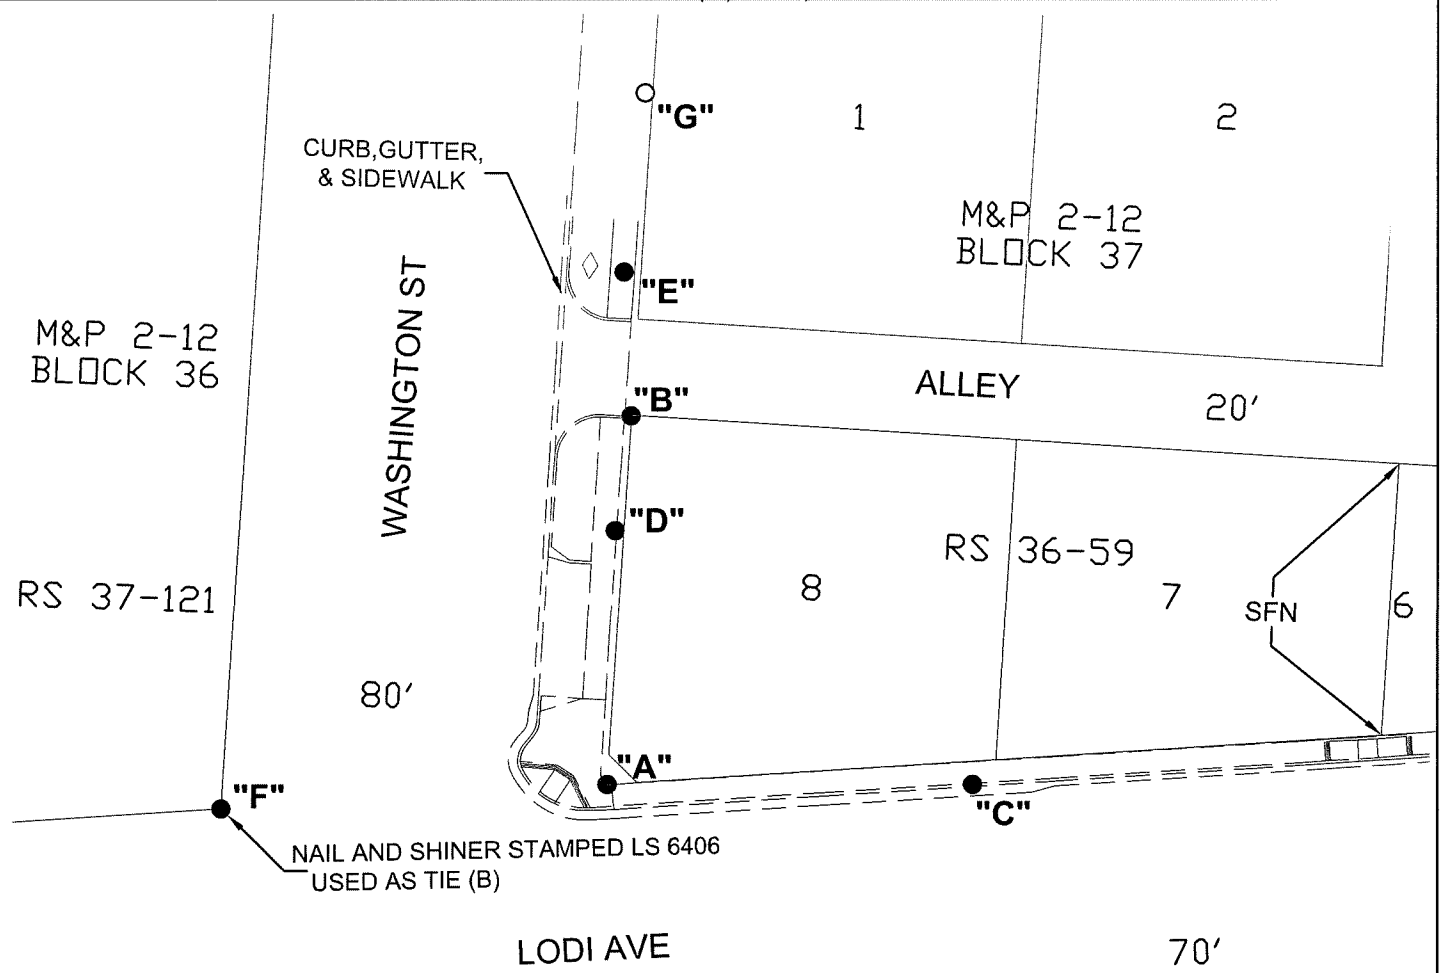 "G"
1
2
CURB,GUTTER,
& SIDEWALK
M&P 2-12
BLOCK 37
"E"
WASHINGTON ST
M&P 2-12
BLOCK 36
ALLEY
20'
"B"
"D"
RS 36-59
8
7
SFN
6
RS 37-121
80'
"A"
"F"
"C"
NAIL AND SHINER STAMPED LS 6406
USED AS TIE (B)
LODI AVE
70'